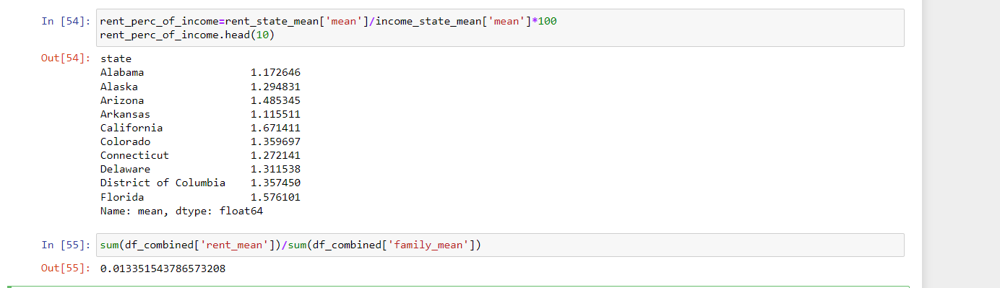 In [54]: rent_perc_of_income=rent_state_mean['mean']/income_state_mean['mean']*100
rent_perc_of_income.head(10)
Out[54]: state
Alabama 1.172646
Alaska 1.294831
Arizona 1.485345
Arkansas 1.115511
California 1.671411
Colorado 1.359697
Connecticut 1.272141
Delaware 1.311538
District of Columbia 1.357450
Florida 1.576101
Name: mean, dtype: float64
In [55]: sum(df_combined['rent_mean'])/sum(df_combined['family_mean'])
Out[55]: 0.013351543786573208